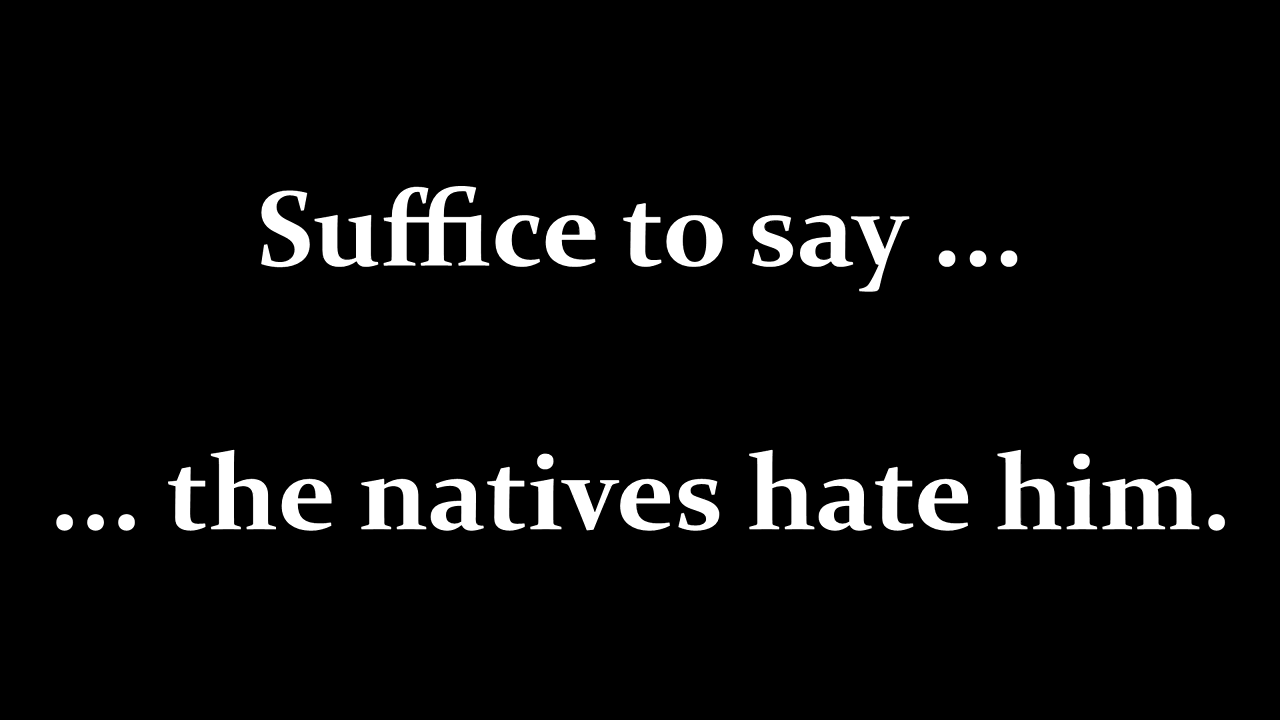 Suffice to say ...
... the natives hate him.